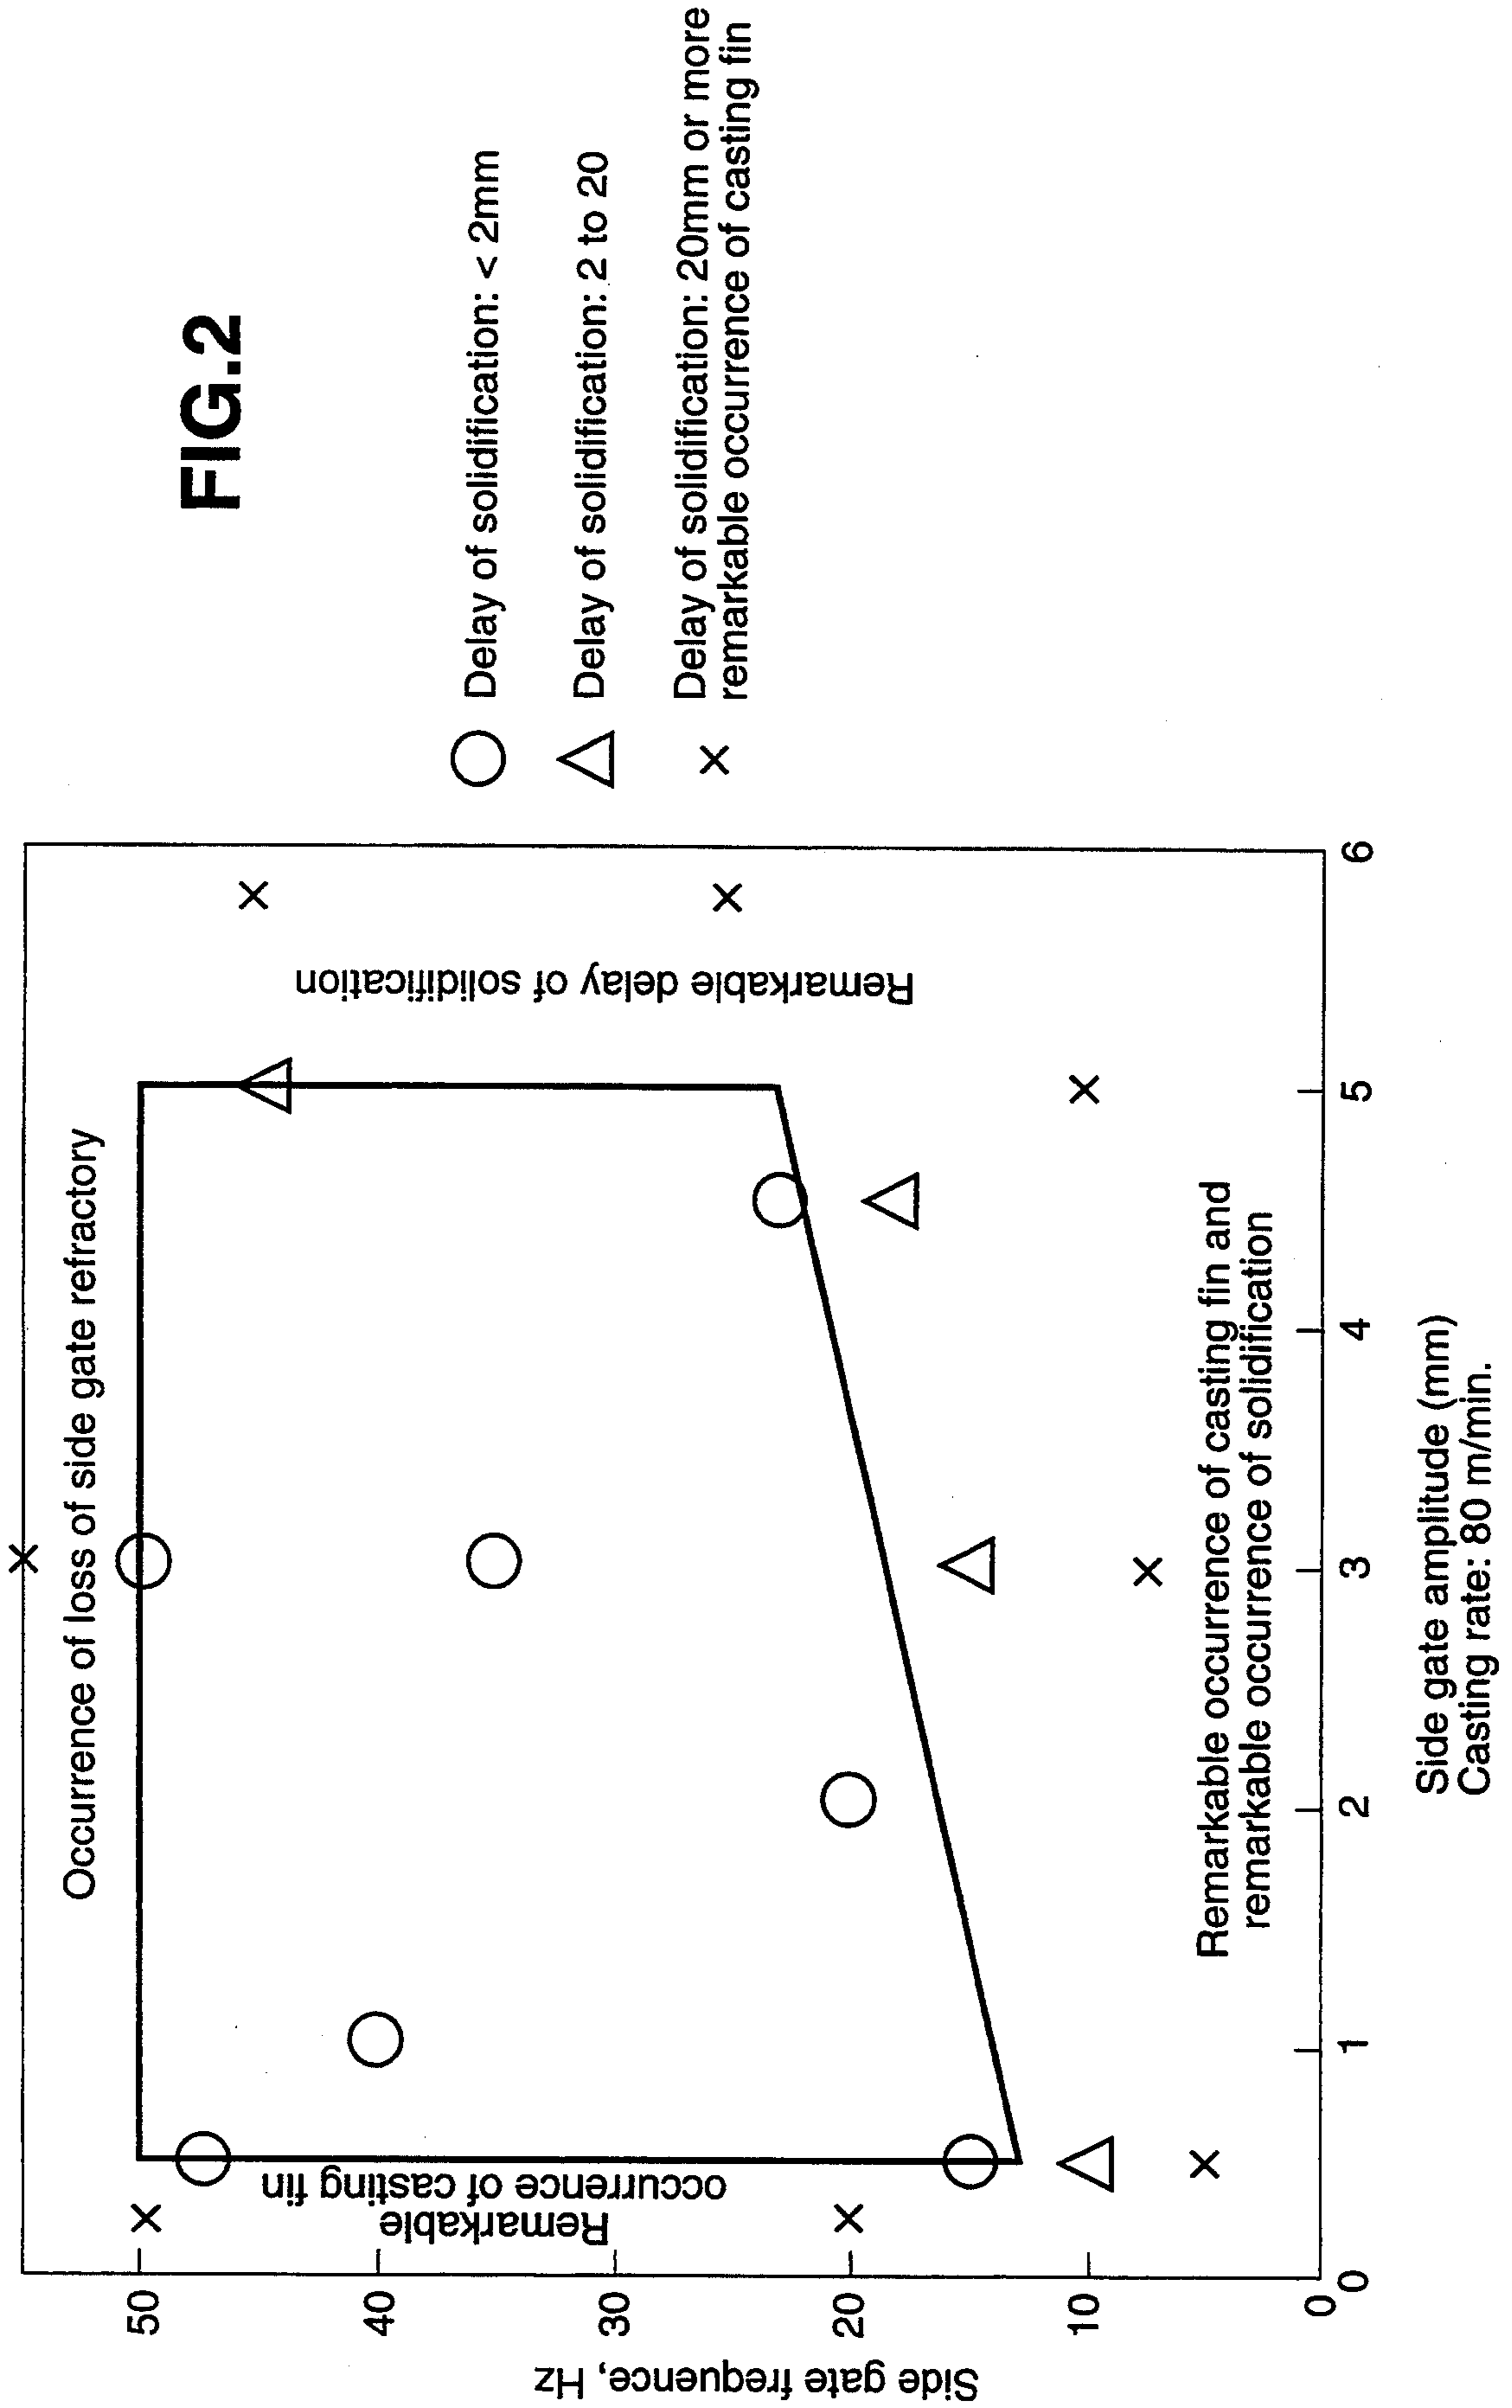 FIG.2
Occurrence of loss of side gate refractory
50
40
30
20
10
0
Side gate frequence, Hz
Remarkable
occurrence of casting fin
Remarkable delay of solidification
Remarkable occurrence of casting fin and
remarkable occurrence of solidification
0
1
2
3
4
5
6
Side gate amplitude (mm)
Casting rate: 80 m/min.
Delay of solidification: < 2mm
Delay of solidification: 2 to 20
Delay of solidification: 20mm or more
remarkable occurrence of casting fin